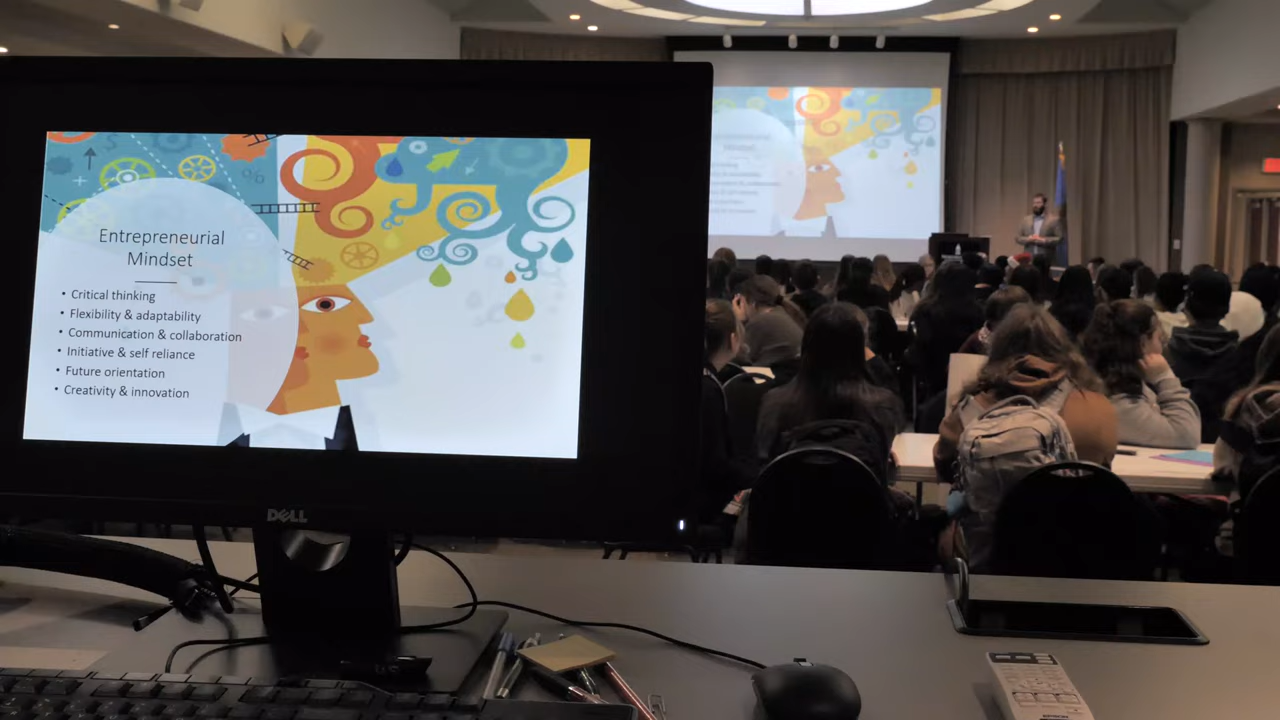 Entrepreneurial
Mindset
• Critical thinking
• Flexibility & adaptability
• Communication & collaboration
• Initiative & self reliance
• Future orientation
• Creativity & innovation
DELL